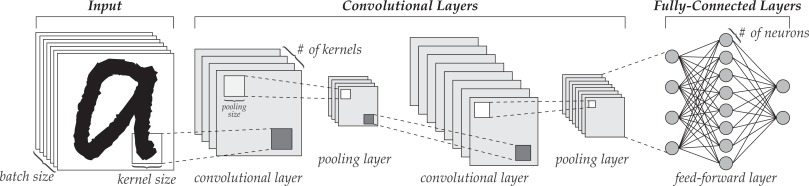 Input
Convolutional Layers
Fully-Connected Layers
# of kernels
# of neurons
pooling
size
a
batch size
kernel size
convolutional layer
pooling layer
convolutional layer
pooling layer
feed-forward layer